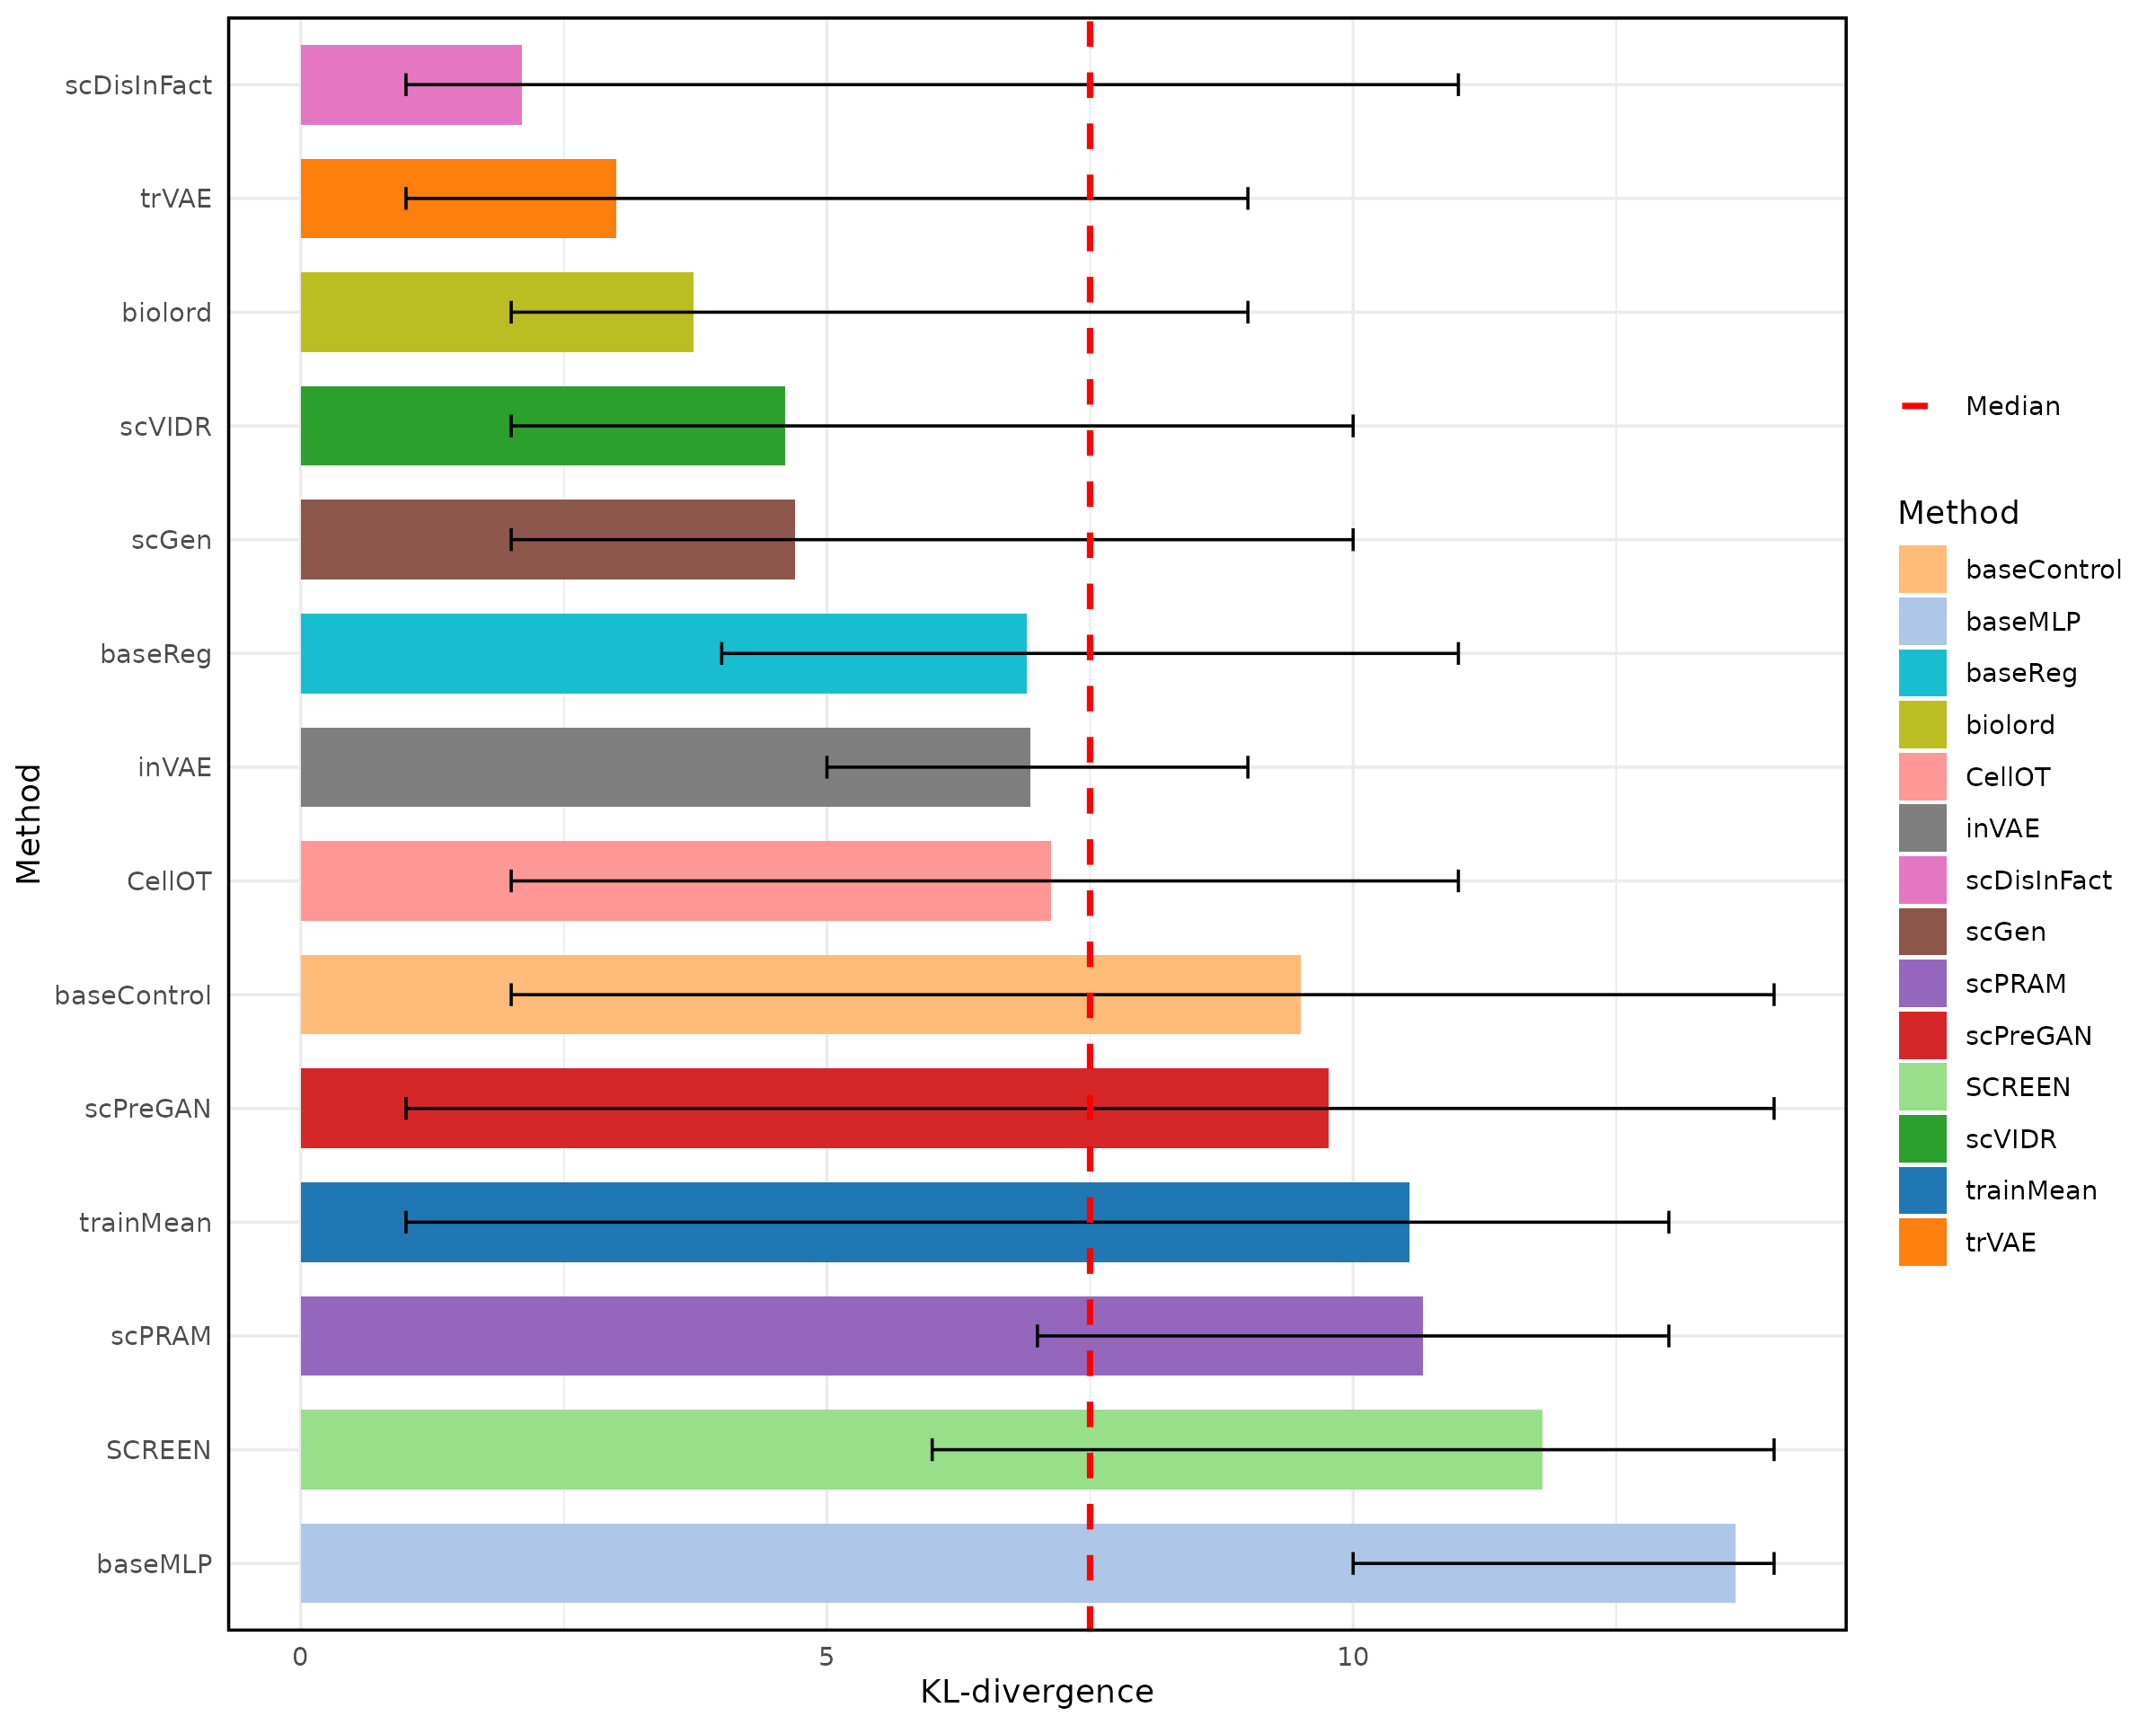 Method
scDisInFact
trVAE
biolord
scVIDR
scGen
baseReg
inVAE
CellOT
baseControl
scPreGAN
trainMean
scPRAM
SCREEN
baseMLP
0 5 10
KL-divergence
Median
Method
baseControl
baseMLP
baseReg
biolord
CellOT
inVAE
scDisInFact
scGen
scPRAM
scPreGAN
SCREEN
scVIDR
trainMean
trVAE